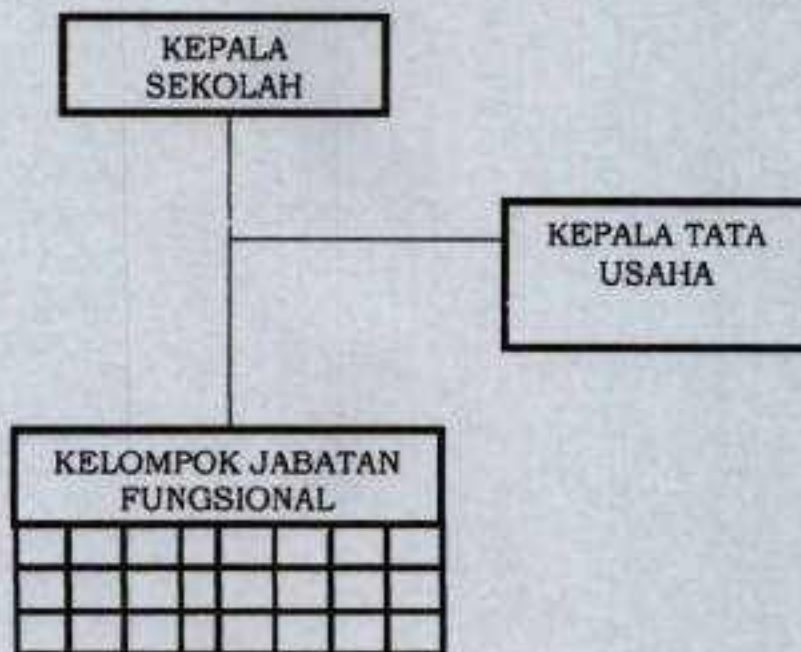 KEPALA
SEKOLAH
KEPALA TATA
USAHA
KELOMPOK JABATAN
FUNGSIONAL